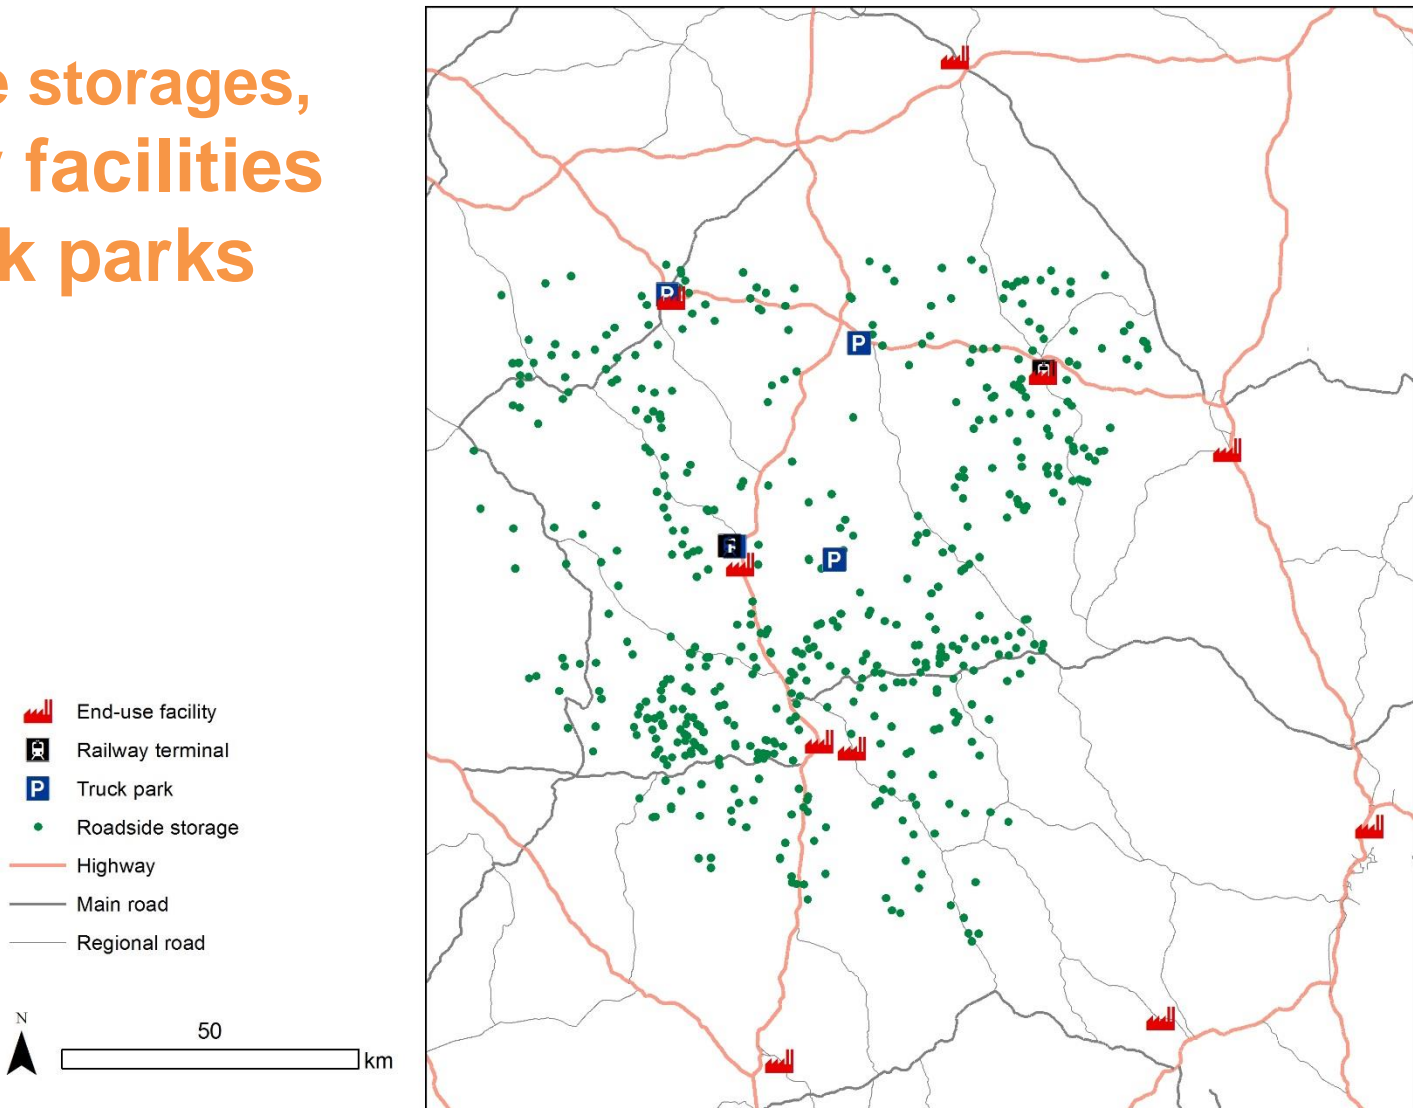 e storages,
facilities
k parks
End-use facility
Railway terminal
P Truck park
Roadside storage
Highway
Main road
Regional road
N
50
km
P
P
P